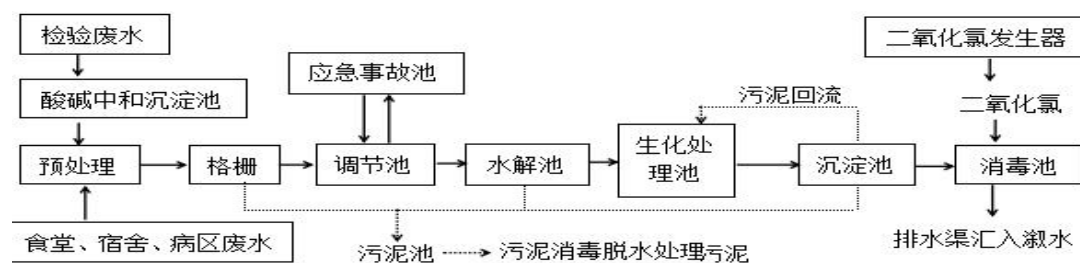 检验废水
二氧化氯发生器
应急事故池
酸碱中和沉淀池
污泥回流
二氧化氯
预处理
格栅
调节池
水解池
生化处
理池
沉淀池
消毒池
食堂、宿舍、病区废水
污泥池
污泥消毒脱水处理污泥
排水渠汇入溆水